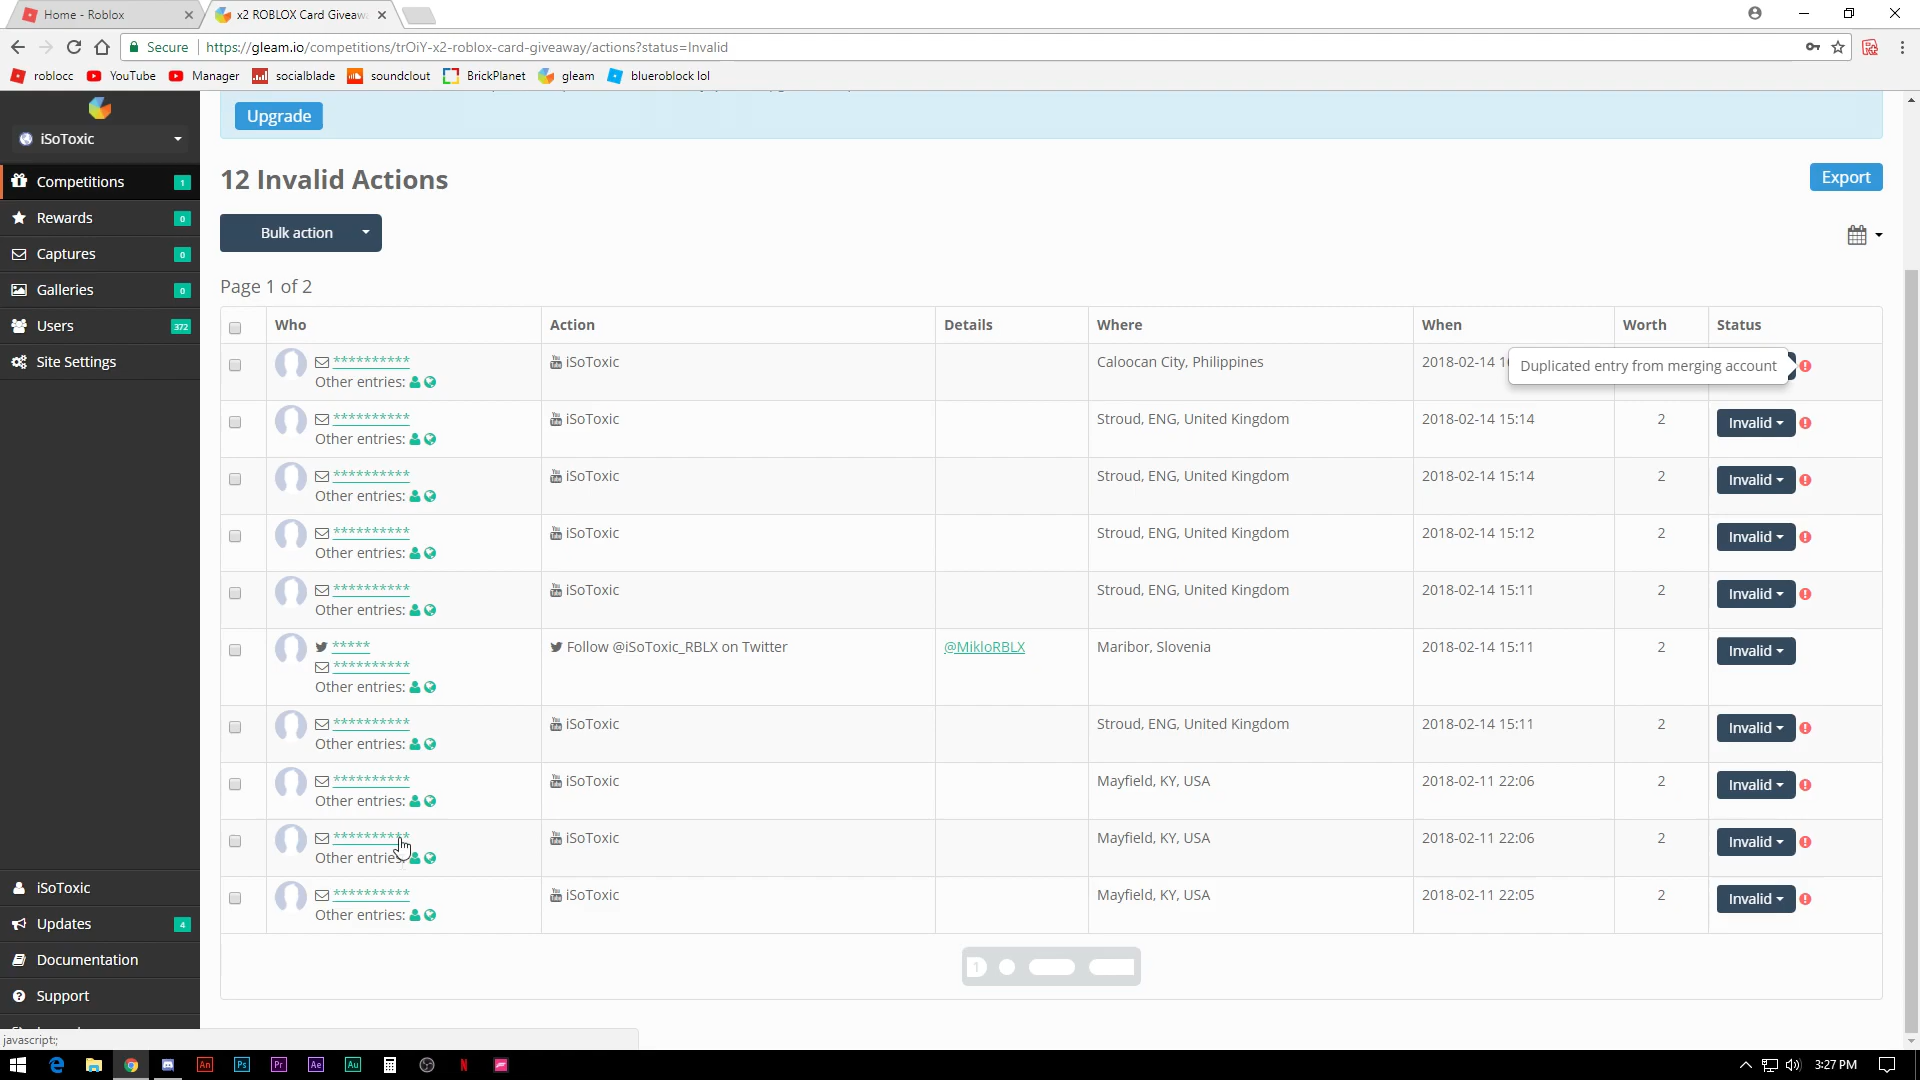 Home - Roblox
x2 ROBLOX Card Giveaw
Secure https://gleam.io/competitions/trOiY-x2-roblox-card-giveaway/actions?status=Invalid
roblocc YouTube Manager socialblade soundclout BrickPlanet gleam blueroblock lol
iSoToxic
Competitions 1
Rewards 0
Captures 0
Galleries 0
Users 372
Site Settings
iSoToxic
Updates 4
Documentation
Support
javascript:;
Upgrade
12 Invalid Actions
Export
Bulk action
Page 1 of 2
Who Action Details Where When Worth Status
********** iSoToxic Caloocan City, Philippines 2018-02-14 1
Other entries:
Duplicated entry from merging account
********** iSoToxic Stroud, ENG, United Kingdom 2018-02-14 15:14 2 Invalid
Other entries:
********** iSoToxic Stroud, ENG, United Kingdom 2018-02-14 15:14 2 Invalid
Other entries:
********** iSoToxic Stroud, ENG, United Kingdom 2018-02-14 15:12 2 Invalid
Other entries:
********** iSoToxic Stroud, ENG, United Kingdom 2018-02-14 15:11 2 Invalid
Other entries:
***** Follow @iSoToxic_RBLX on Twitter @MikloRBLX Maribor, Slovenia 2018-02-14 15:11 2 Invalid
**********
Other entries:
********** iSoToxic Stroud, ENG, United Kingdom 2018-02-14 15:11 2 Invalid
Other entries:
********** iSoToxic Mayfield, KY, USA 2018-02-11 22:06 2 Invalid
Other entries:
********** iSoToxic Mayfield, KY, USA 2018-02-11 22:06 2 Invalid
Other entries:
********** iSoToxic Mayfield, KY, USA 2018-02-11 22:05 2 Invalid
Other entries:
1
An Ps Pr Ae Au N 3:27 PM